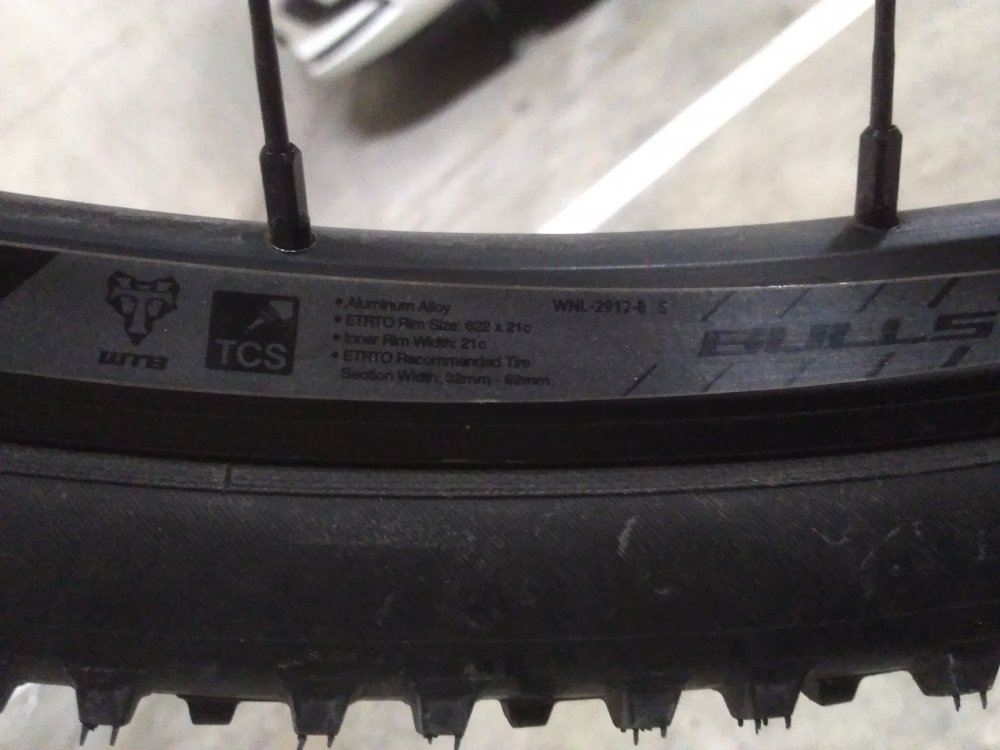 WTB
TCS
• Aluminum Alloy
• ETRTO Rim Size: 622 x 21c
• Inner Rim Width: 21c
• ETRTO Recommended Tire
Section Width: 32mm - 62mm
WNL-2912-B S
BULLS